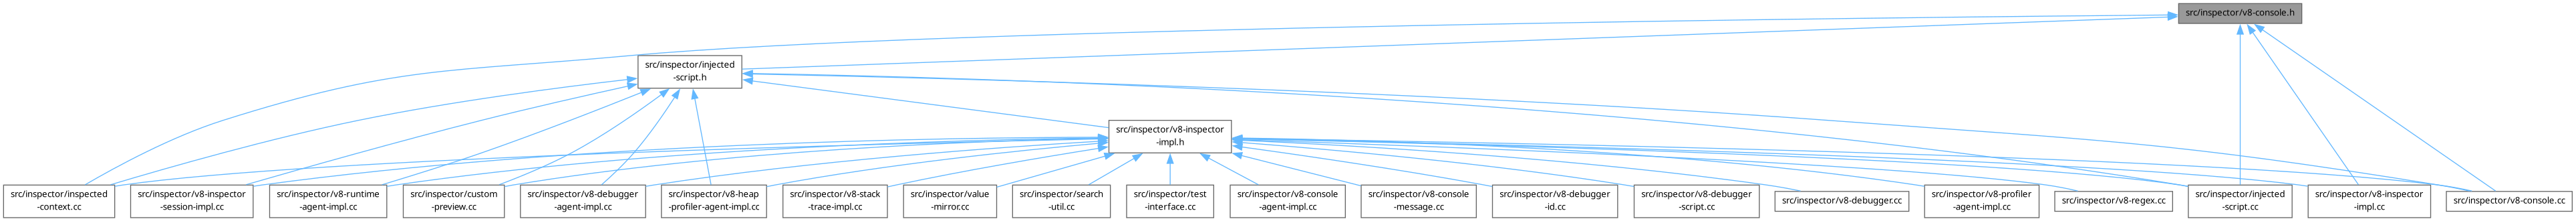 src/inspector/v8-console.h
src/inspector/injected
-script.h
src/inspector/v8-inspector
-impl.h
src/inspector/inspected
-context.cc
src/inspector/v8-inspector
-session-impl.cc
src/inspector/v8-runtime
-agent-impl.cc
src/inspector/custom
-preview.cc
src/inspector/v8-debugger
-agent-impl.cc
src/inspector/v8-heap
-profiler-agent-impl.cc
src/inspector/v8-stack
-trace-impl.cc
src/inspector/value
-mirror.cc
src/inspector/search
-util.cc
src/inspector/test
-interface.cc
src/inspector/v8-console
-agent-impl.cc
src/inspector/v8-console
-message.cc
src/inspector/v8-debugger
-id.cc
src/inspector/v8-debugger
-script.cc
src/inspector/v8-debugger.cc
src/inspector/v8-profiler
-agent-impl.cc
src/inspector/v8-regex.cc
src/inspector/injected
-script.cc
src/inspector/v8-inspector
-impl.cc
src/inspector/v8-console.cc